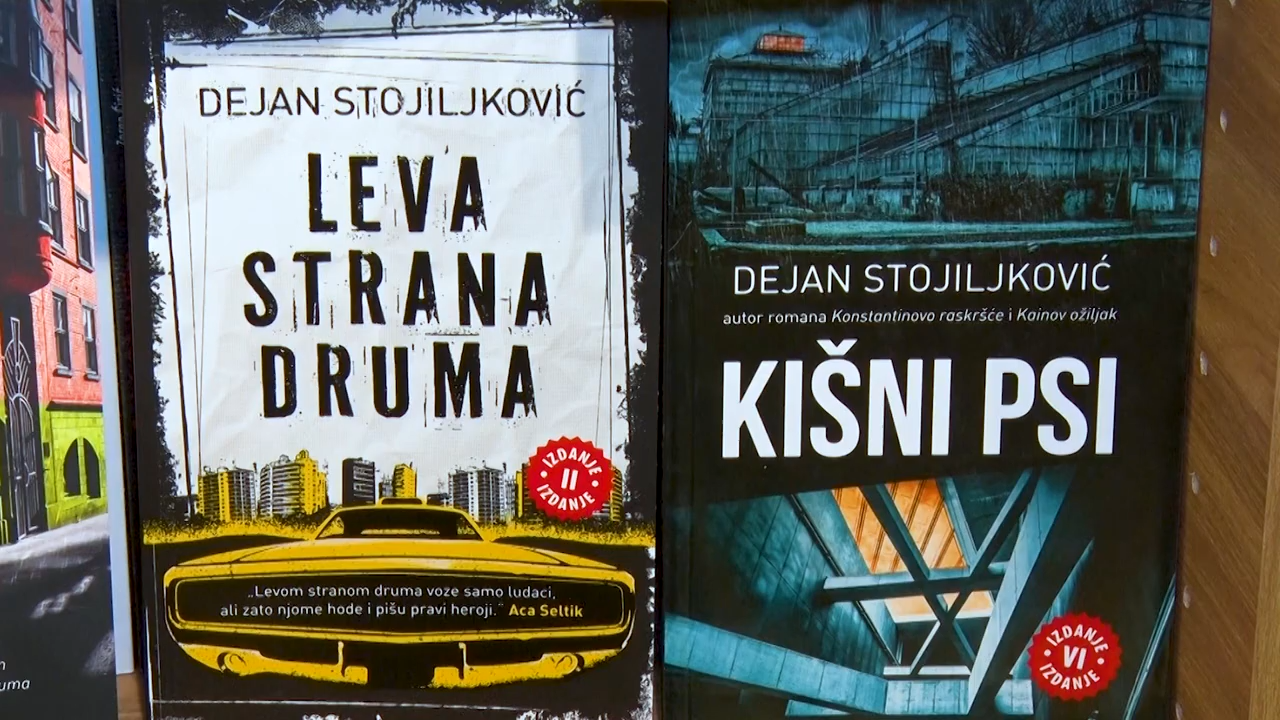 DEJAN STOJILJKOVIĆ
LEVA
STRANA
DRUMA
IZDANJE
II
IZDANJE
„Levom stranom druma voze samo ludaci,
ali zato njome hode i pišu pravi heroji.” Aca Seltik
DEJAN STOJILJKOVIĆ
autor romana Konstantinovo raskršće i Kainov ožiljak
KIŠNI PSI
IZDANJE
VI
IZDANJE